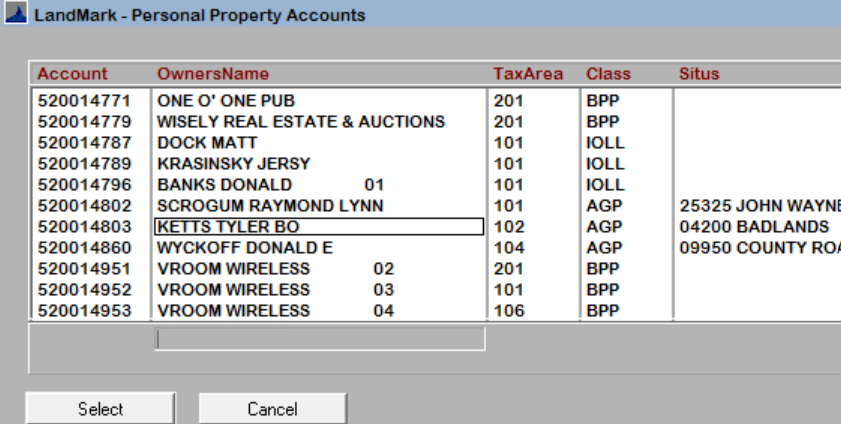 LandMark - Personal Property Accounts
Account OwnersName TaxArea Class Situs
520014771 ONE O' ONE PUB 201 BPP
520014779 WISELY REAL ESTATE & AUCTIONS 201 BPP
520014787 DOCK MATT 101 IOLL
520014789 KRASINSKY JERSY 101 IOLL
520014796 BANKS DONALD 01 101 IOLL
520014802 SCROGUM RAYMOND LYNN 101 AGP 25325 JOHN WAYNE
520014803 KETTS TYLER BO 102 AGP 04200 BADLANDS
520014860 WYCKOFF DONALD E 104 AGP 09950 COUNTY ROA
520014951 VROOM WIRELESS 02 201 BPP
520014952 VROOM WIRELESS 03 101 BPP
520014953 VROOM WIRELESS 04 106 BPP
Select Cancel